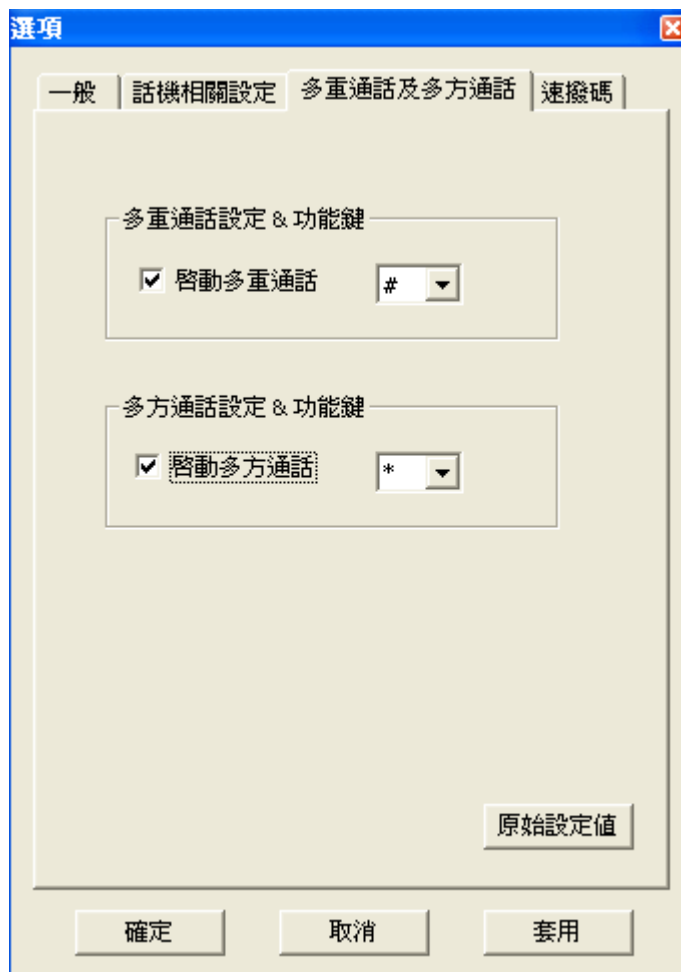 選項
一般 話機相關設定 多重通話及多方通話 速撥碼
多重通話設定 & 功能鍵
啓動多重通話 #
多方通話設定 & 功能鍵
啓動多方通話 *
原始設定值
確定 取消 套用